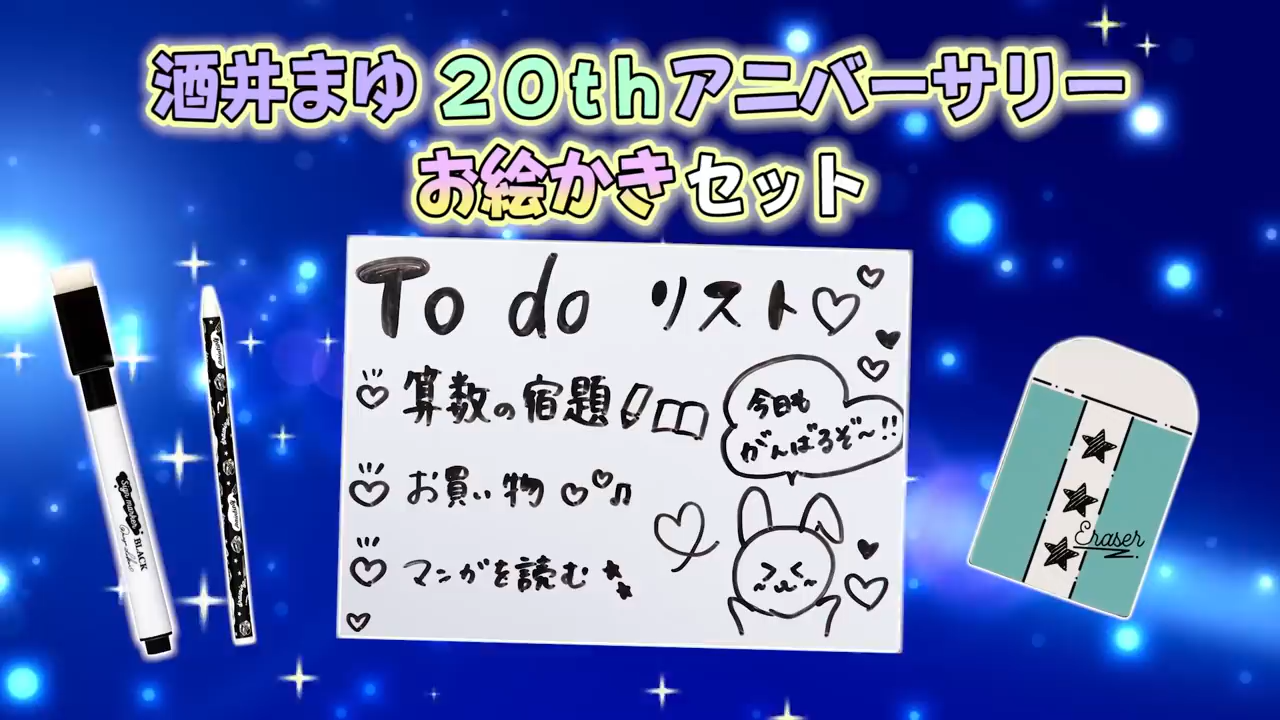 酒井まゆ 20thアニバーサリー
お絵かきセット
To do リスト
算数の宿題
お買い物
マンガを読む
今日も
がんばるぞ〜!!
Sign marker
BLACK
Eraser